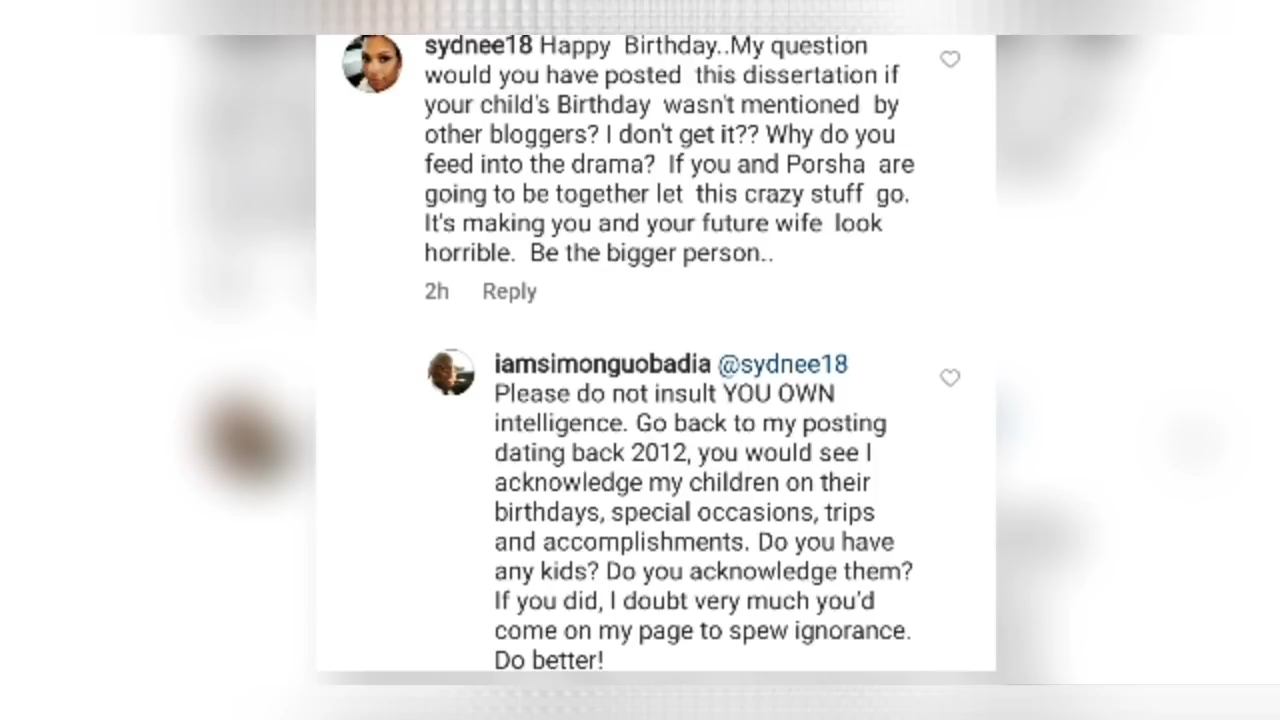 sydnee18 Happy Birthday..My question
would you have posted this dissertation if
your child's Birthday wasn't mentioned by
other bloggers? I don't get it?? Why do you
feed into the drama? If you and Porsha are
going to be together let this crazy stuff go.
It's making you and your future wife look
horrible. Be the bigger person..
2h Reply
iamsimonguobadia @sydnee18
Please do not insult YOU OWN
intelligence. Go back to my posting
dating back 2012, you would see I
acknowledge my children on their
birthdays, special occasions, trips
and accomplishments. Do you have
any kids? Do you acknowledge them?
If you did, I doubt very much you'd
come on my page to spew ignorance.
Do better!